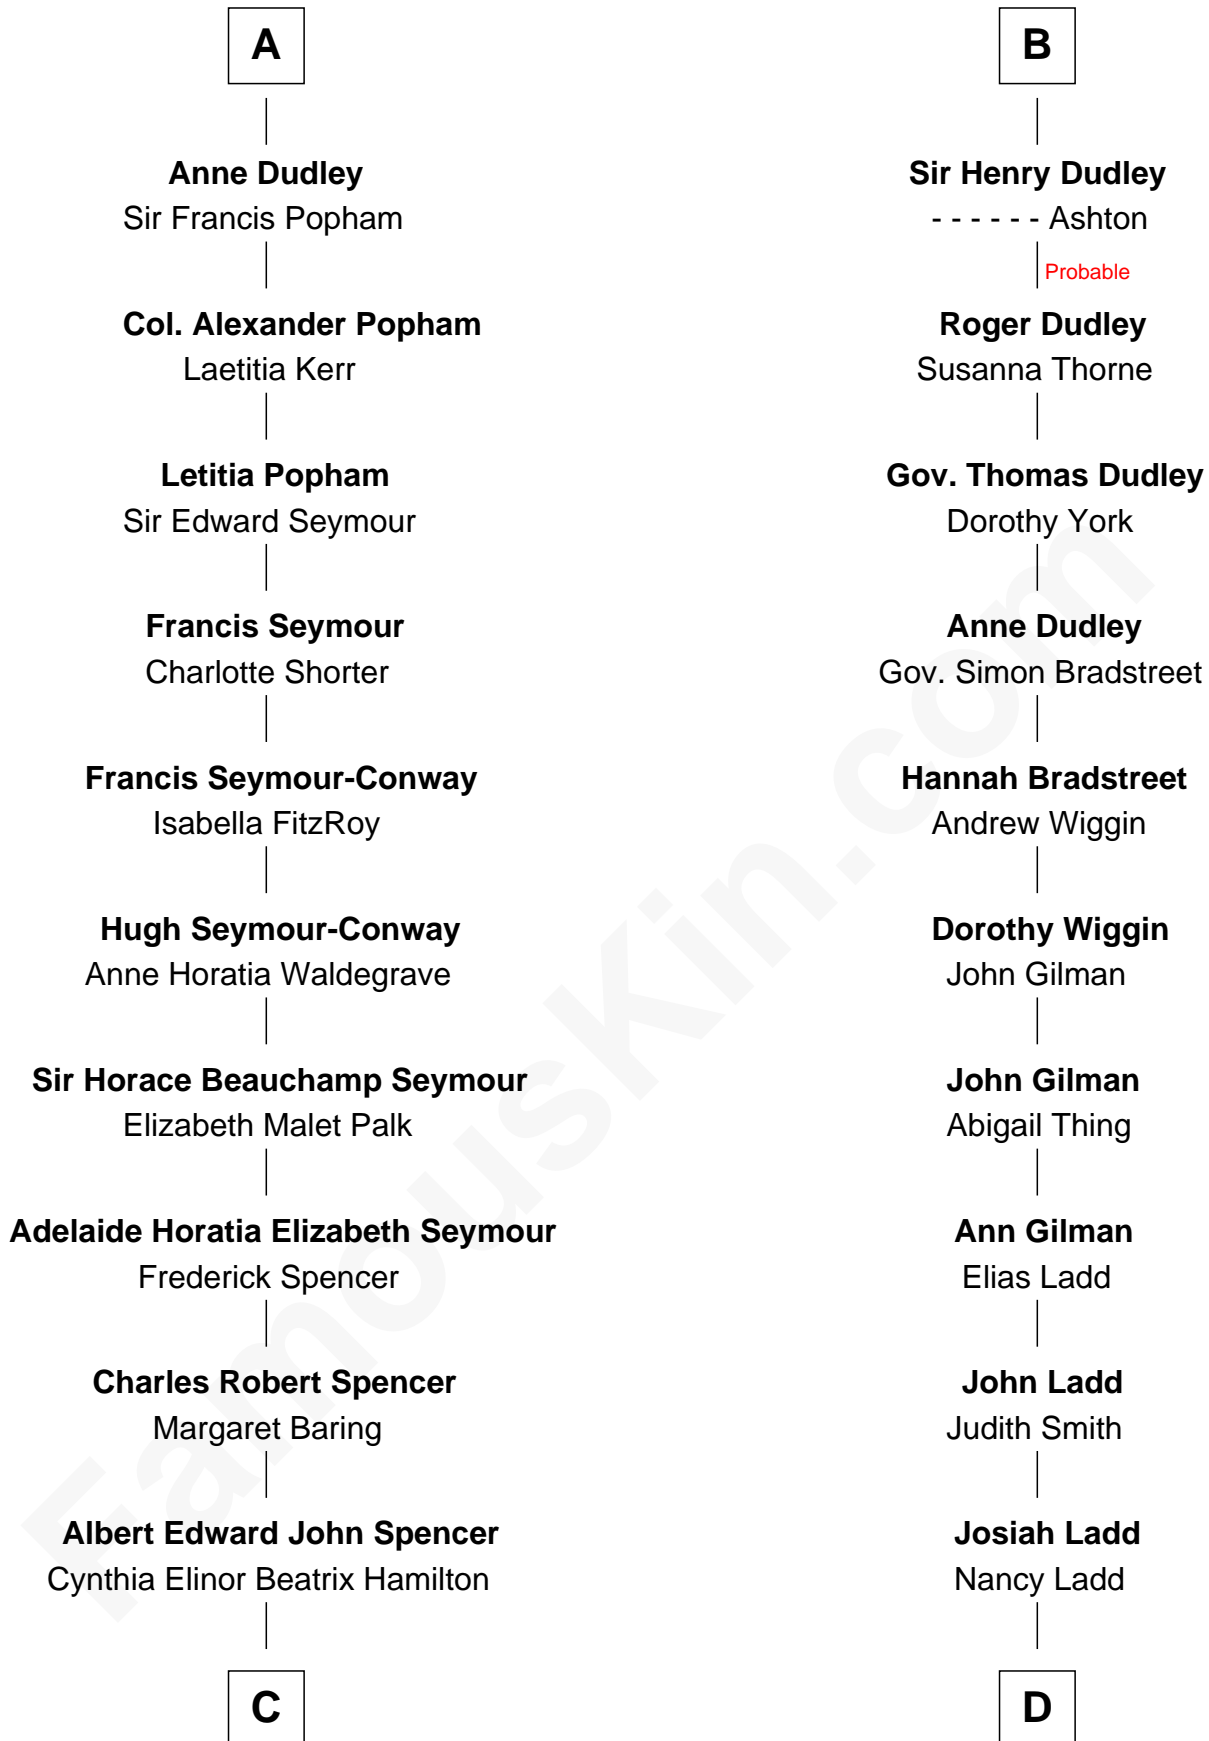 A
Anne Dudley
Sir Francis Popham
Col. Alexander Popham
Laetitia Kerr
Letitia Popham
Sir Edward Seymour
Francis Seymour
Charlotte Shorter
Francis Seymour-Conway
Isabella FitzRoy
Hugh Seymour-Conway
Anne Horatia Waldegrave
Sir Horace Beauchamp Seymour
Elizabeth Malet Palk
Adelaide Horatia Elizabeth Seymour
Frederick Spencer
Charles Robert Spencer
Margaret Baring
Albert Edward John Spencer
Cynthia Elinor Beatrix Hamilton
C
B
Sir Henry Dudley
- - - - - - Ashton
Probable
Roger Dudley
Susanna Thorne
Gov. Thomas Dudley
Dorothy York
Anne Dudley
Gov. Simon Bradstreet
Hannah Bradstreet
Andrew Wiggin
Dorothy Wiggin
John Gilman
John Gilman
Abigail Thing
Ann Gilman
Elias Ladd
John Ladd
Judith Smith
Josiah Ladd
Nancy Ladd
D
FamousKin.com